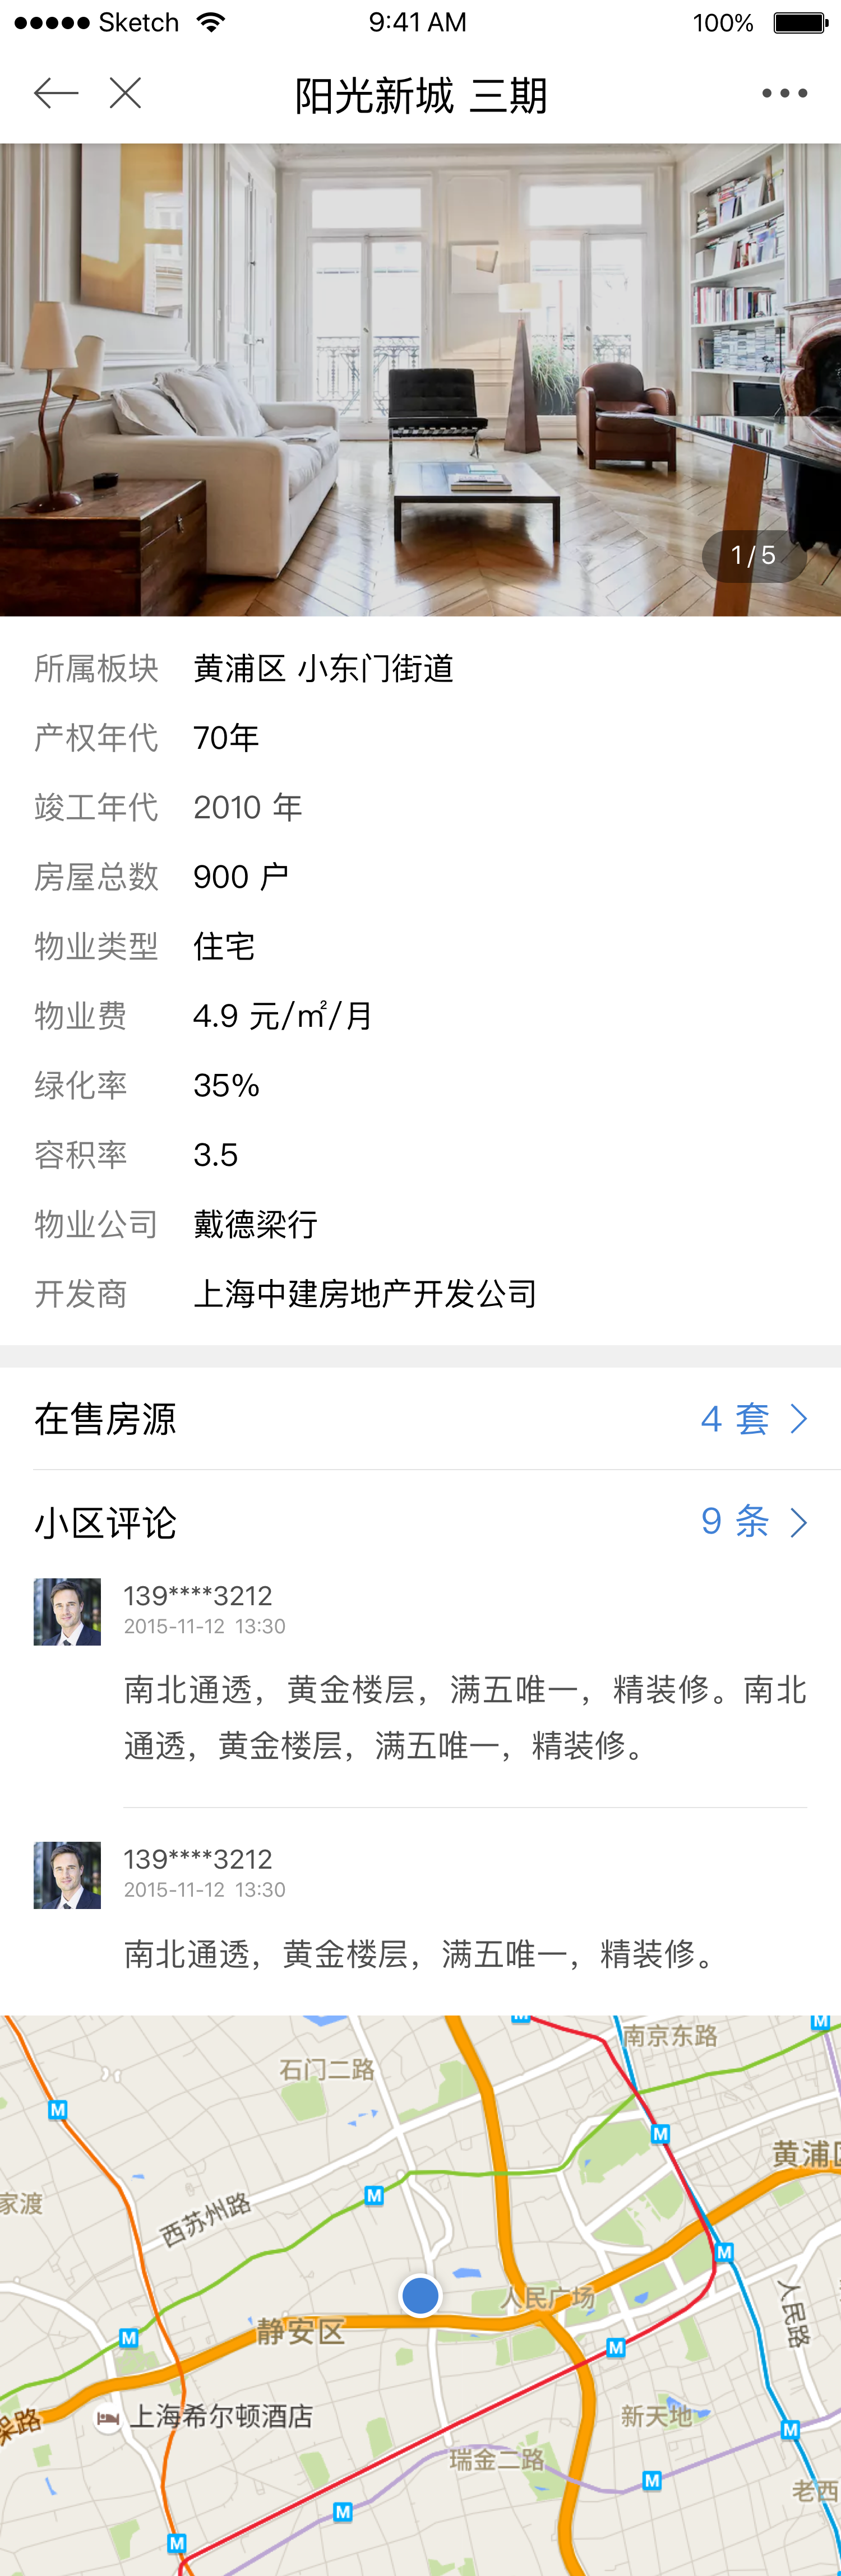 Sketch 9:41 AM 100%
阳光新城 三期
1/5
所属板块 黄浦区 小东门街道
产权年代 70年
竣工年代 2010 年
房屋总数 900 户
物业类型 住宅
物业费 4.9 元/㎡/月
绿化率 35%
容积率 3.5
物业公司 戴德梁行
开发商 上海中建房地产开发公司
在售房源 4 套
小区评论 9 条
139****3212
2015-11-12 13:30
南北通透，黄金楼层，满五唯一，精装修。南北
通透，黄金楼层，满五唯一，精装修。
139****3212
2015-11-12 13:30
南北通透，黄金楼层，满五唯一，精装修。
M
M
南京东路
石门二路
M
M
黄浦区
M
家渡
西苏州路
M
人民广场
人民路
M
静安区
M
上海希尔顿酒店
新天地
M
瑞金二路
M
老西
M
M